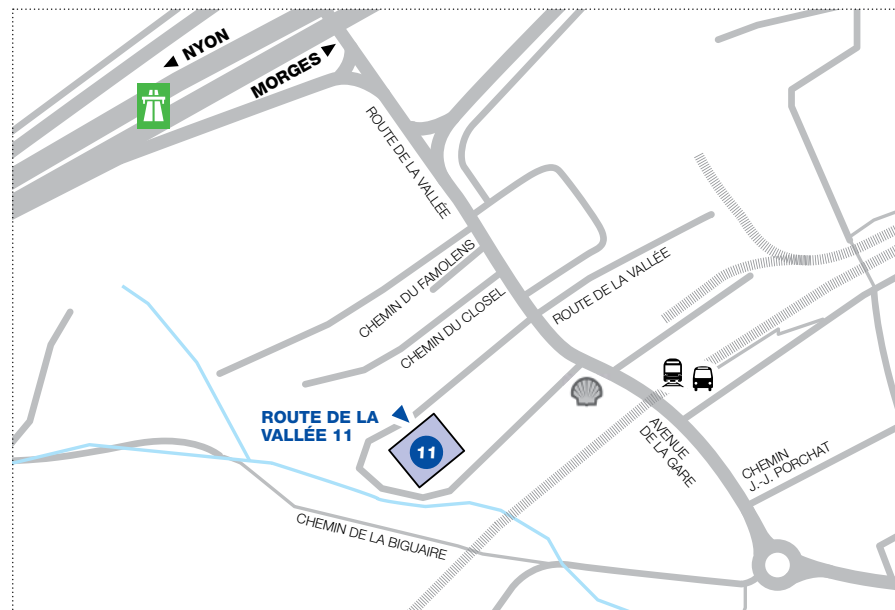 NYON
MORGES
ROUTE DE LA VALLÉE
CHEMIN DU FAMOLENS
ROUTE DE LA VALLÉE
CHEMIN DU CLOSEL
ROUTE DE LA
VALLÉE 11
11
AVENUE
DE LA GARE
CHEMIN
J.-J. PORCHAT
CHEMIN DE LA BIGUAIRE